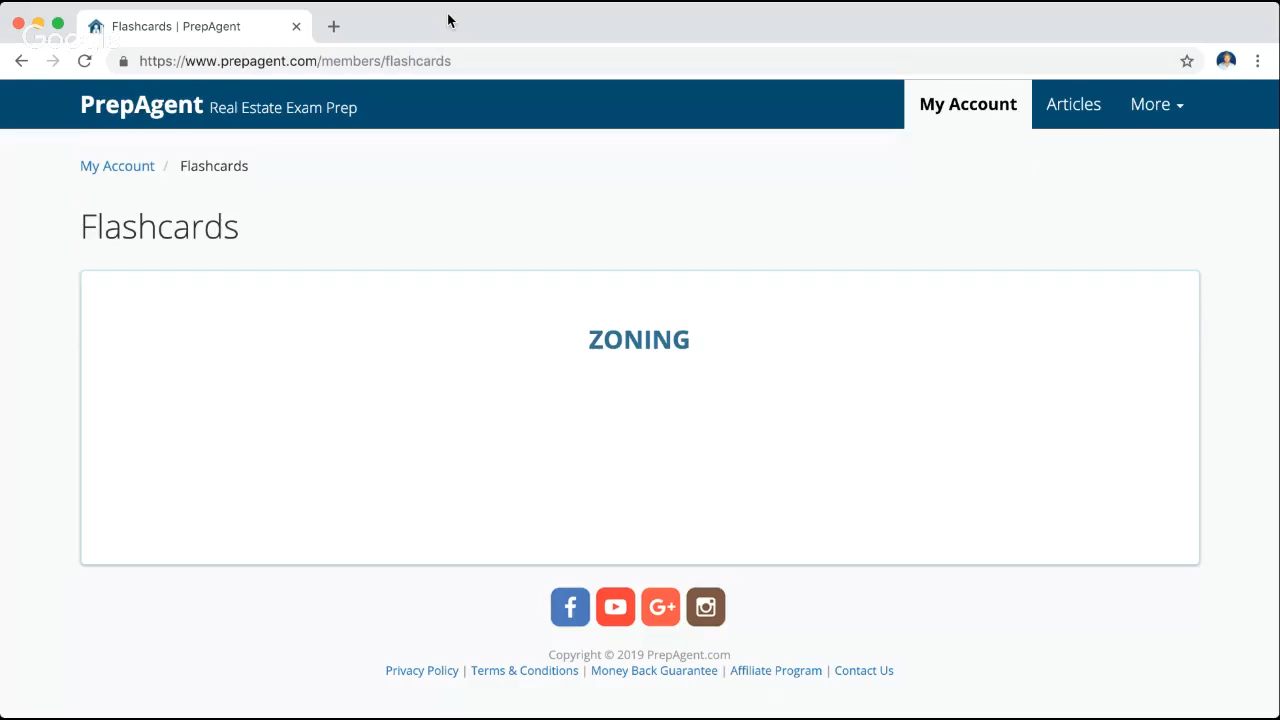 Flashcards | PrepAgent
https://www.prepagent.com/members/flashcards
PrepAgent Real Estate Exam Prep
My Account
Articles
More
My Account / Flashcards
Flashcards
ZONING
Copyright © 2019 PrepAgent.com
Privacy Policy | Terms & Conditions | Money Back Guarantee | Affiliate Program | Contact Us